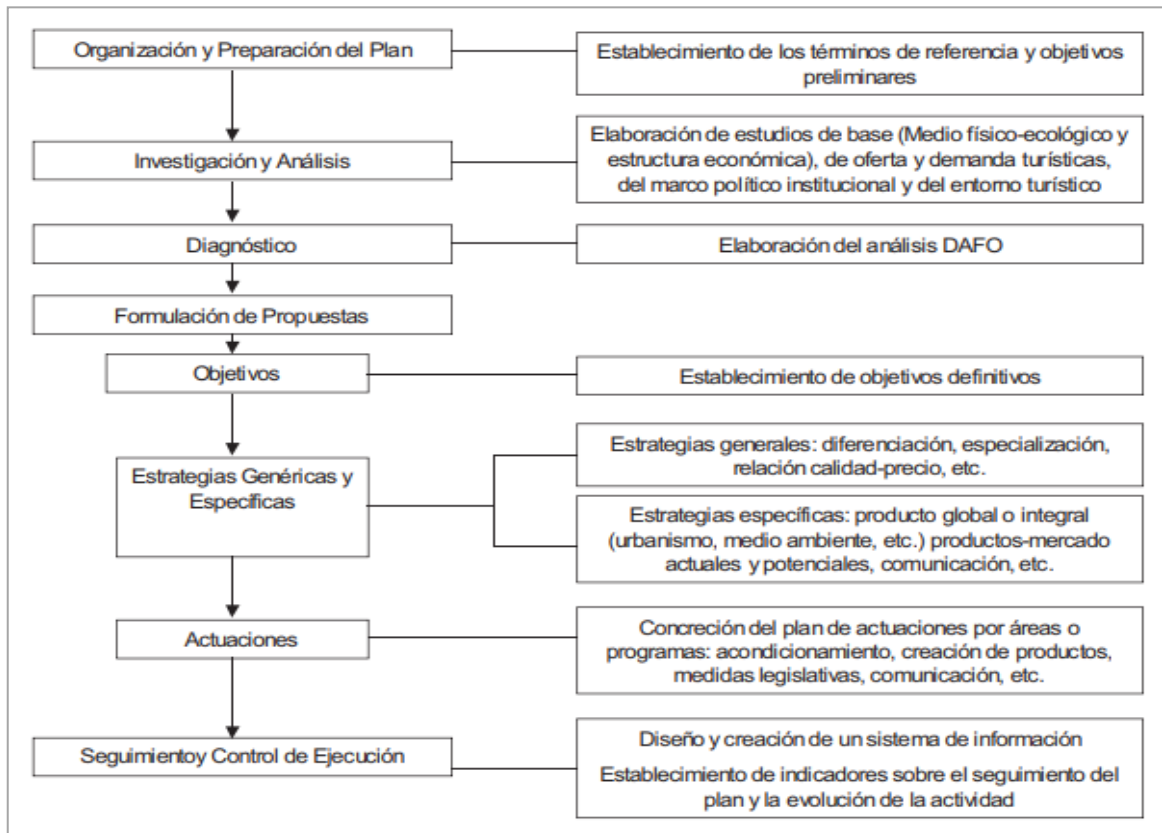 Organización y Preparación del Plan
Establecimiento de los términos de referencia y objetivos
preliminares
Investigación y Análisis
Elaboración de estudios de base (Medio físico-ecológico y
estructura económica), de oferta y demanda turísticas,
del marco político institucional y del entorno turístico
Diagnóstico
Elaboración del análisis DAFO
Formulación de Propuestas
Objetivos
Establecimiento de objetivos definitivos
Estrategias Genéricas y
Específicas
Estrategias generales: diferenciación, especialización,
relación calidad-precio, etc.
Estrategias específicas: producto global o integral
(urbanismo, medio ambiente, etc.) productos-mercado
actuales y potenciales, comunicación, etc.
Actuaciones
Concreción del plan de actuaciones por áreas o
programas: acondicionamiento, creación de productos,
medidas legislativas, comunicación, etc.
Seguimientoy Control de Ejecución
Diseño y creación de un sistema de información
Establecimiento de indicadores sobre el seguimiento del
plan y la evolución de la actividad